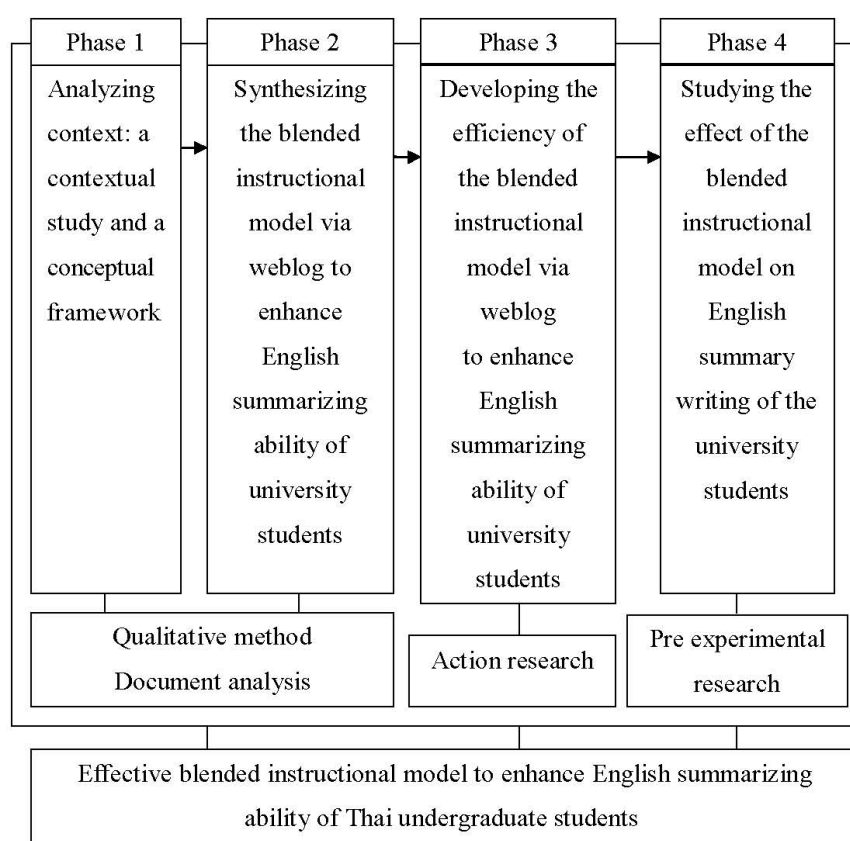 Phase 1
Analyzing
context: a
contextual
study and a
conceptual
framework
Phase 2
Synthesizing
the blended
instructional
model via
weblog to
enhance
English
summarizing
ability of
university
students
Phase 3
Developing the
efficiency of
the blended
instructional
model via
weblog
to enhance
English
summarizing
ability of
university
students
Phase 4
Studying the
effect of the
blended
instructional
model on
English
summary
writing of the
university
students
Qualitative method
Document analysis
Action research
Pre experimental
research
Effective blended instructional model to enhance English summarizing
ability of Thai undergraduate students